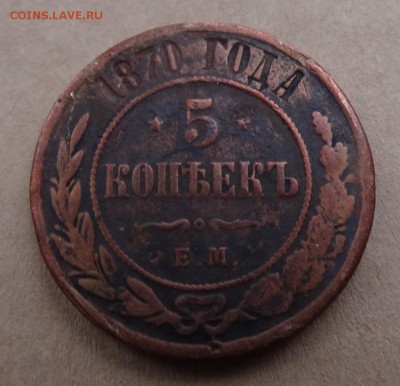 COINS.LAVE.RU
1870 ГОДА
5
КОПѢЕКЪ
Е.М.